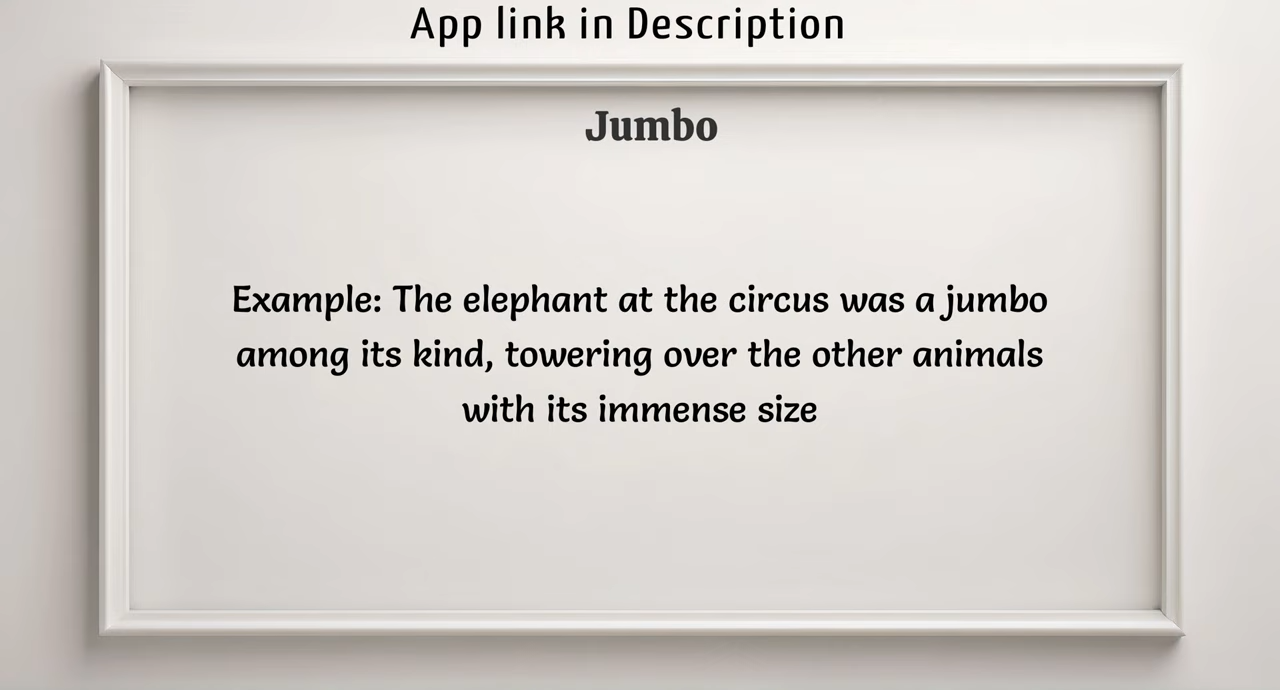 App link in Description
Jumbo
Example: The elephant at the circus was a jumbo
among its kind, towering over the other animals
with its immense size